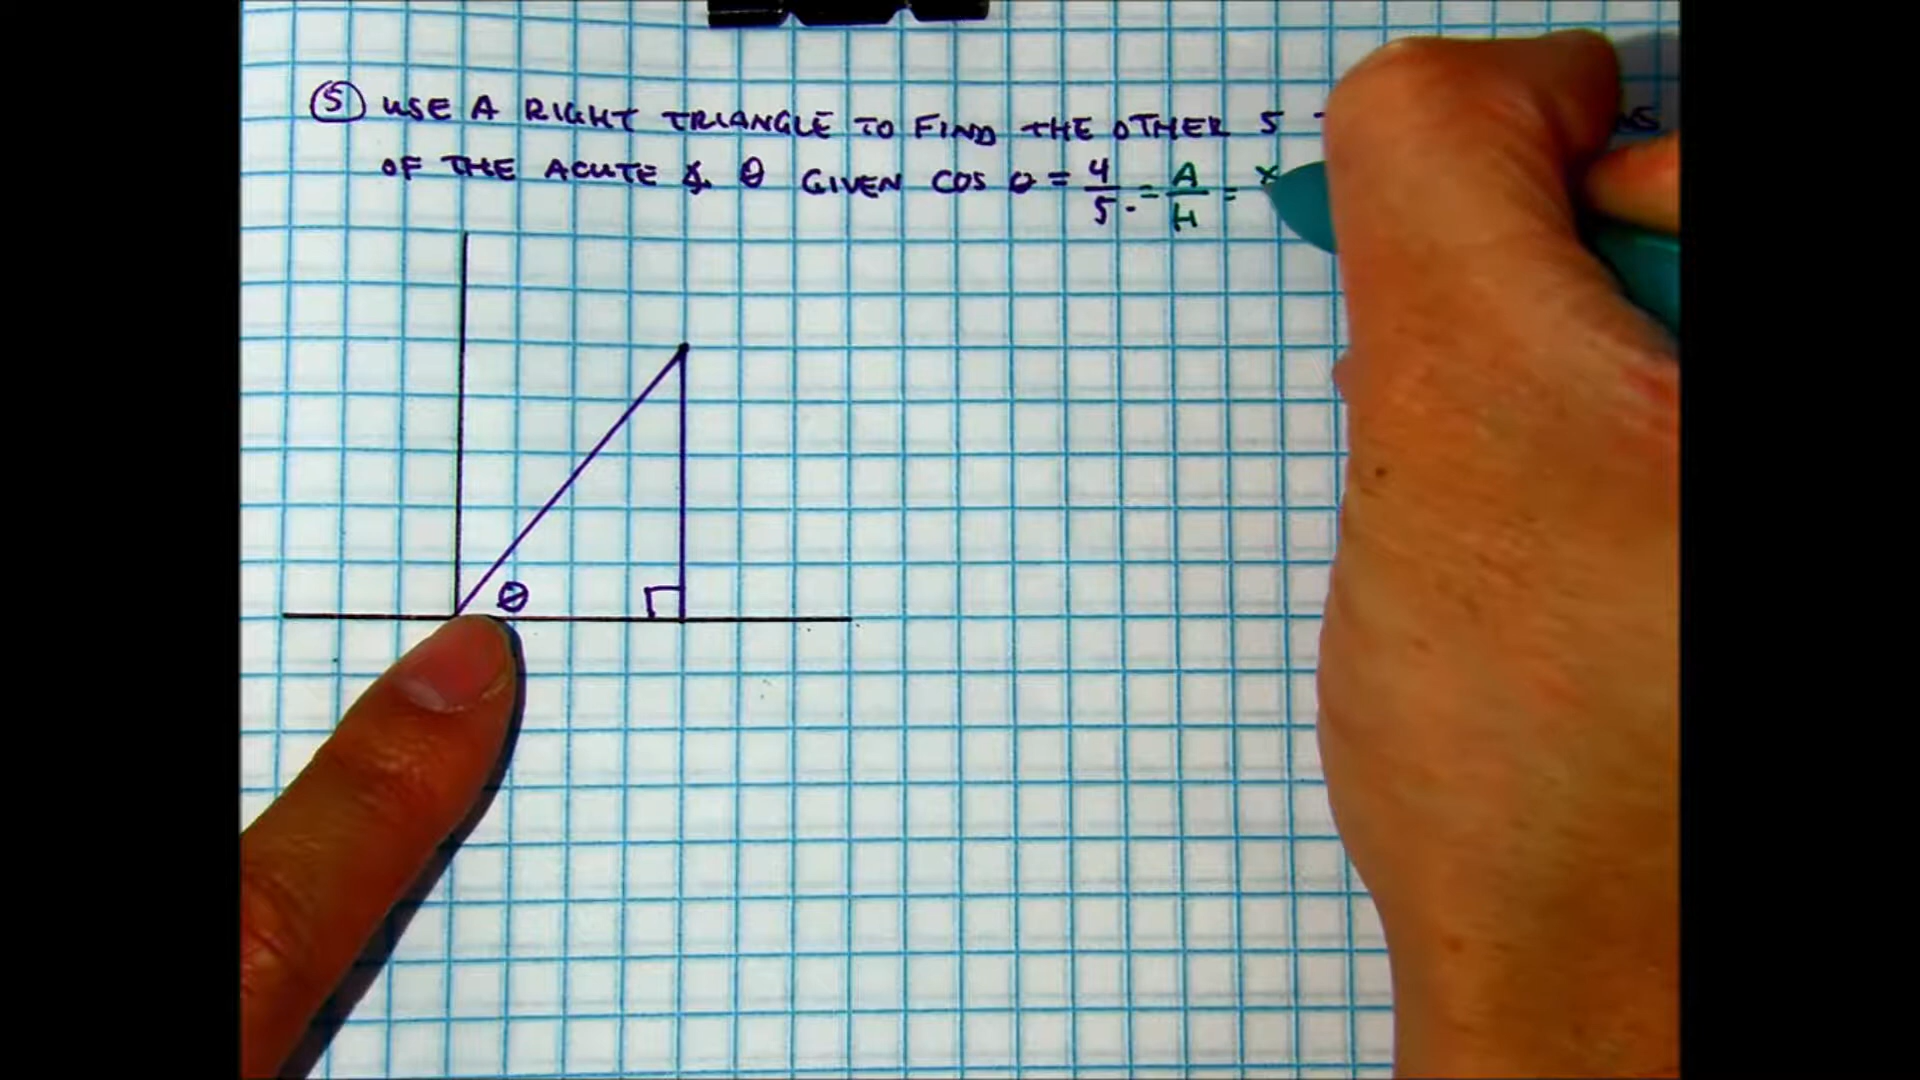 ⑤ USE A RIGHT TRIANGLE TO FIND THE OTHER 5
OF THE ACUTE ∡ θ GIVEN COS θ = 4/5. = A/H = x
θ